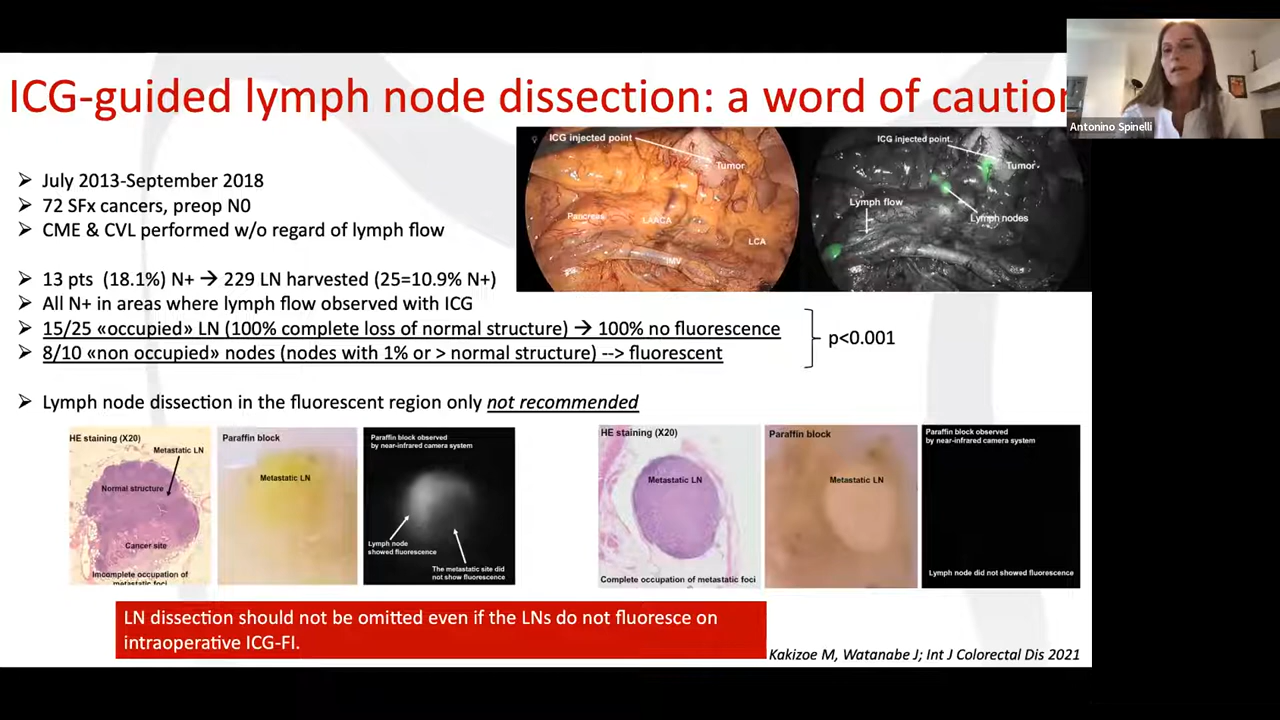 ICG-guided lymph node dissection: a word of caution
Antonino Spinelli
➢ July 2013-September 2018
➢ 72 SFx cancers, preop N0
➢ CME & CVL performed w/o regard of lymph flow
➢ 13 pts (18.1%) N+ → 229 LN harvested (25=10.9% N+)
➢ All N+ in areas where lymph flow observed with ICG
➢ 15/25 «occupied» LN (100% complete loss of normal structure) → 100% no fluorescence
➢ 8/10 «non occupied» nodes (nodes with 1% or > normal structure) --> fluorescent
p<0.001
➢ Lymph node dissection in the fluorescent region only not recommended
ICG injected point
Tumor
Pancreas
LAACA
LCA
IMV
ICG injected point
Tumor
Lymph flow
Lymph nodes
HE staining (X20)
Metastatic LN
Normal structure
Cancer site
Incomplete occupation of
metastatic foci
Paraffin block
Metastatic LN
Paraffin block observed
by near-infrared camera system
Lymph node
showed fluorescence
The metastatic site did
not show fluorescence
HE staining (X20)
Metastatic LN
Complete occupation of metastatic foci
Paraffin block
Metastatic LN
Paraffin block observed
by near-infrared camera system
Lymph node did not showed fluorescence
LN dissection should not be omitted even if the LNs do not fluoresce on
intraoperative ICG-FI.
Kakizoe M, Watanabe J; Int J Colorectal Dis 2021